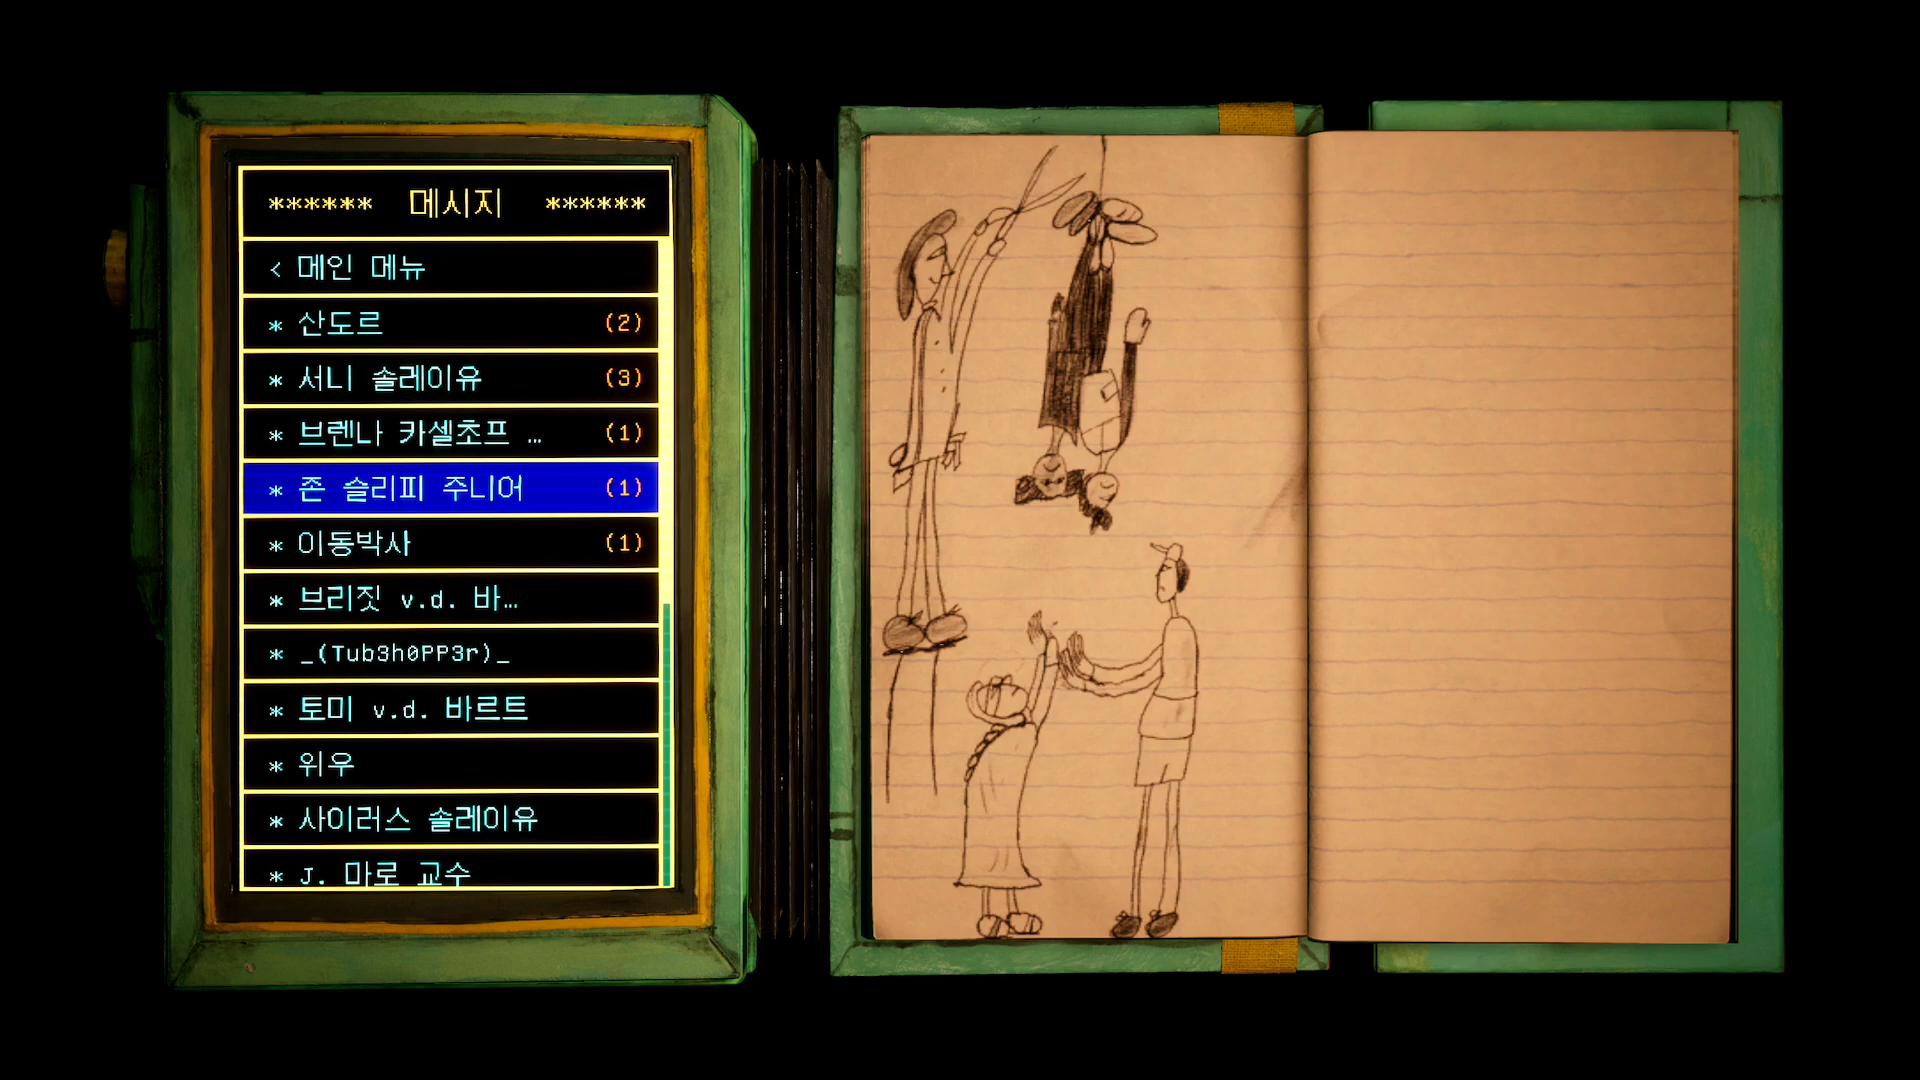 ****** 메시지 ******
< 메인 메뉴
* 산도르 (2)
* 서니 솔레이유 (3)
* 브렌나 카셀초프 … (1)
* 존 슬리피 주니어 (1)
* 이동박사 (1)
* 브리짓 v.d. 바…
* _(Tub3h0PP3r)_
* 토미 v.d. 바르트
* 위우
* 사이러스 솔레이유
* J. 마로 교수